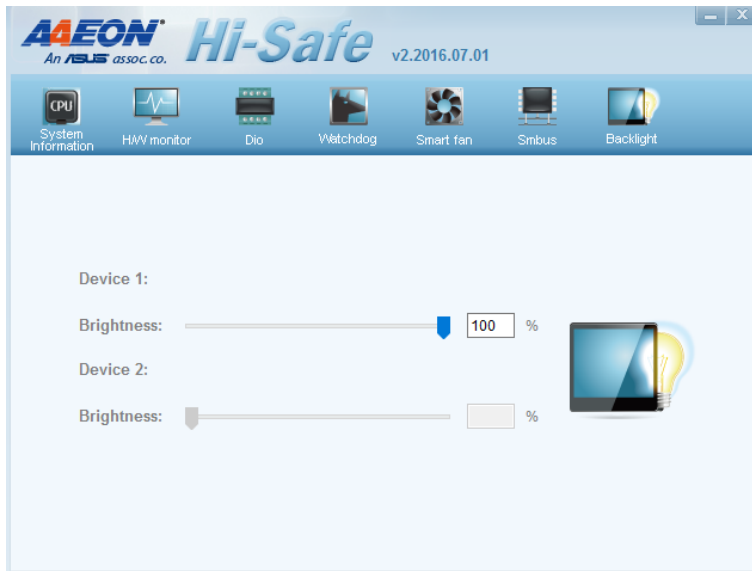 AAEON
An ASUS assoc. co.
Hi-Safe
v2.2016.07.01
CPU
System
Information
H/W monitor
Dio
Watchdog
Smart fan
Smbus
Backlight
Device 1:
Brightness: 100 %
Device 2:
Brightness: %